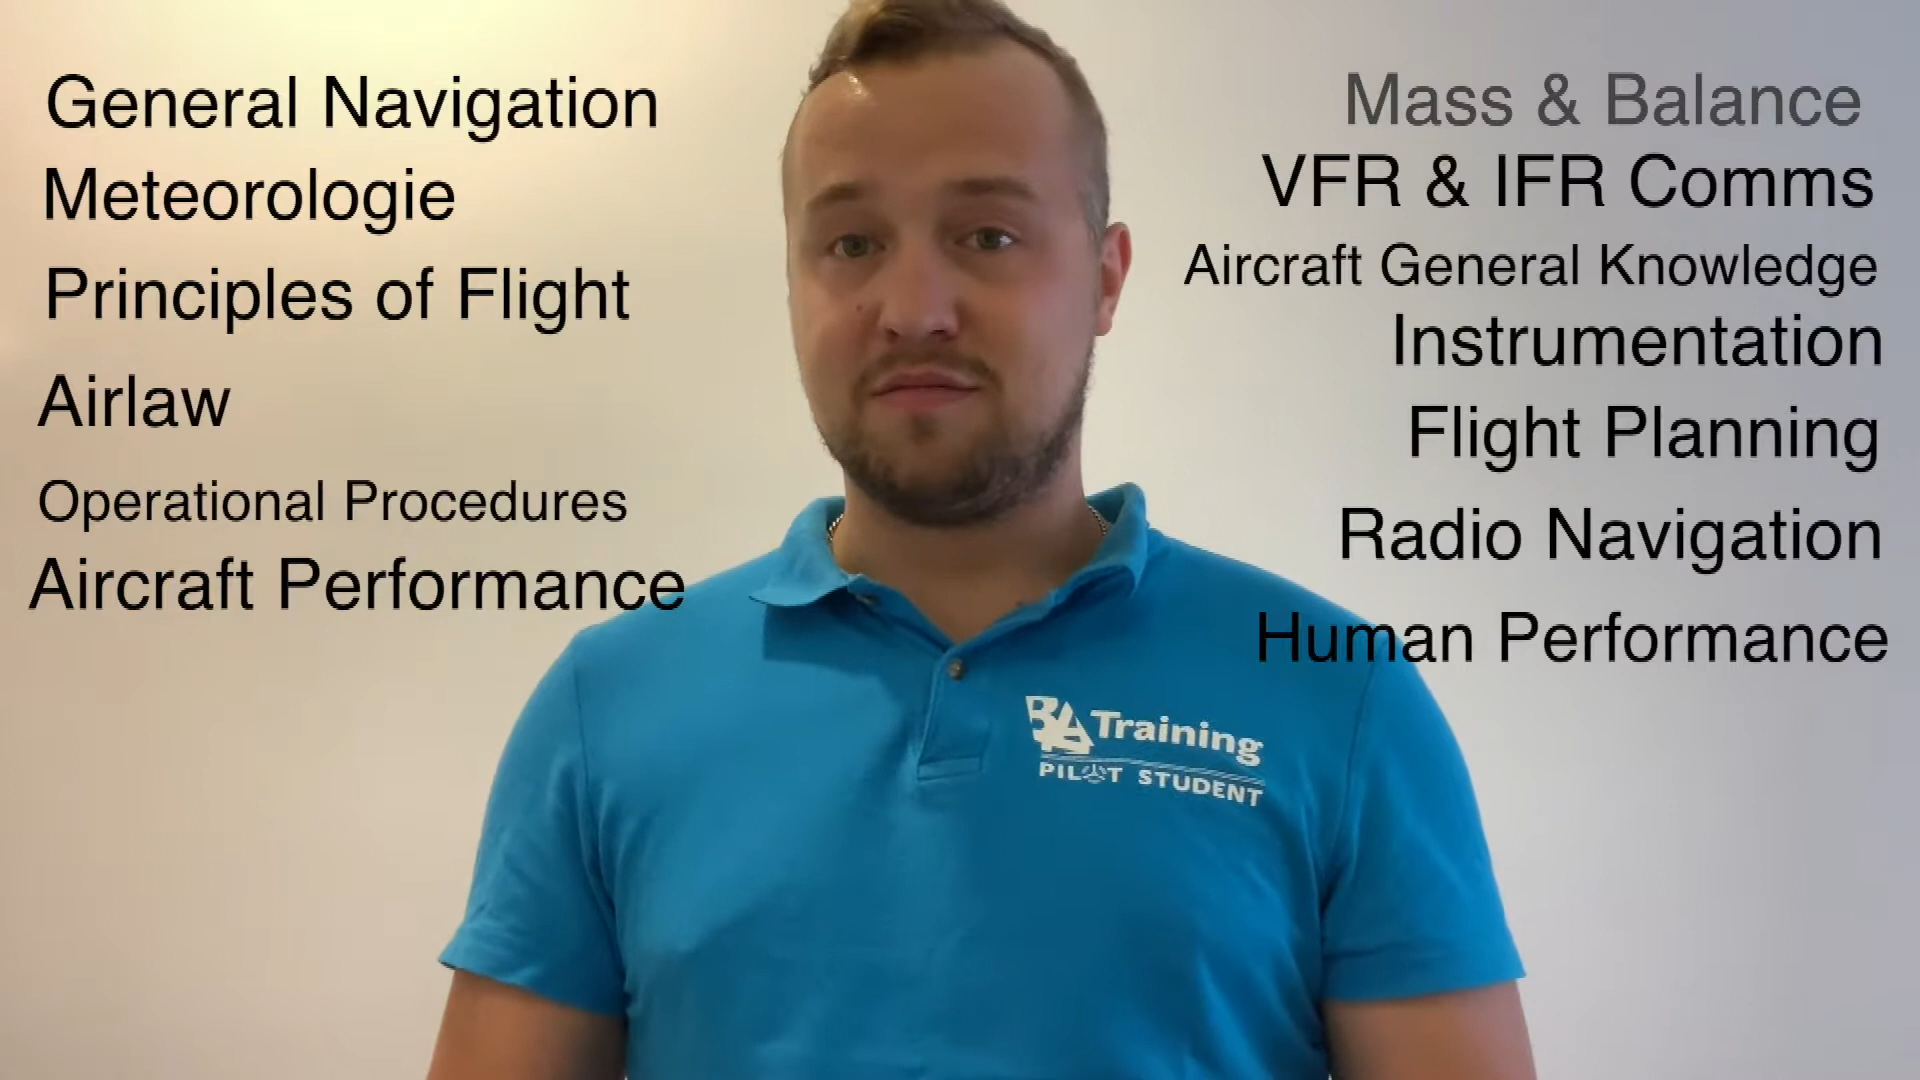 General Navigation
Meteorologie
Principles of Flight
Airlaw
Operational Procedures
Aircraft Performance
Mass & Balance
VFR & IFR Comms
Aircraft General Knowledge
Instrumentation
Flight Planning
Radio Navigation
Human Performance
BAA Training
PILOT STUDENT